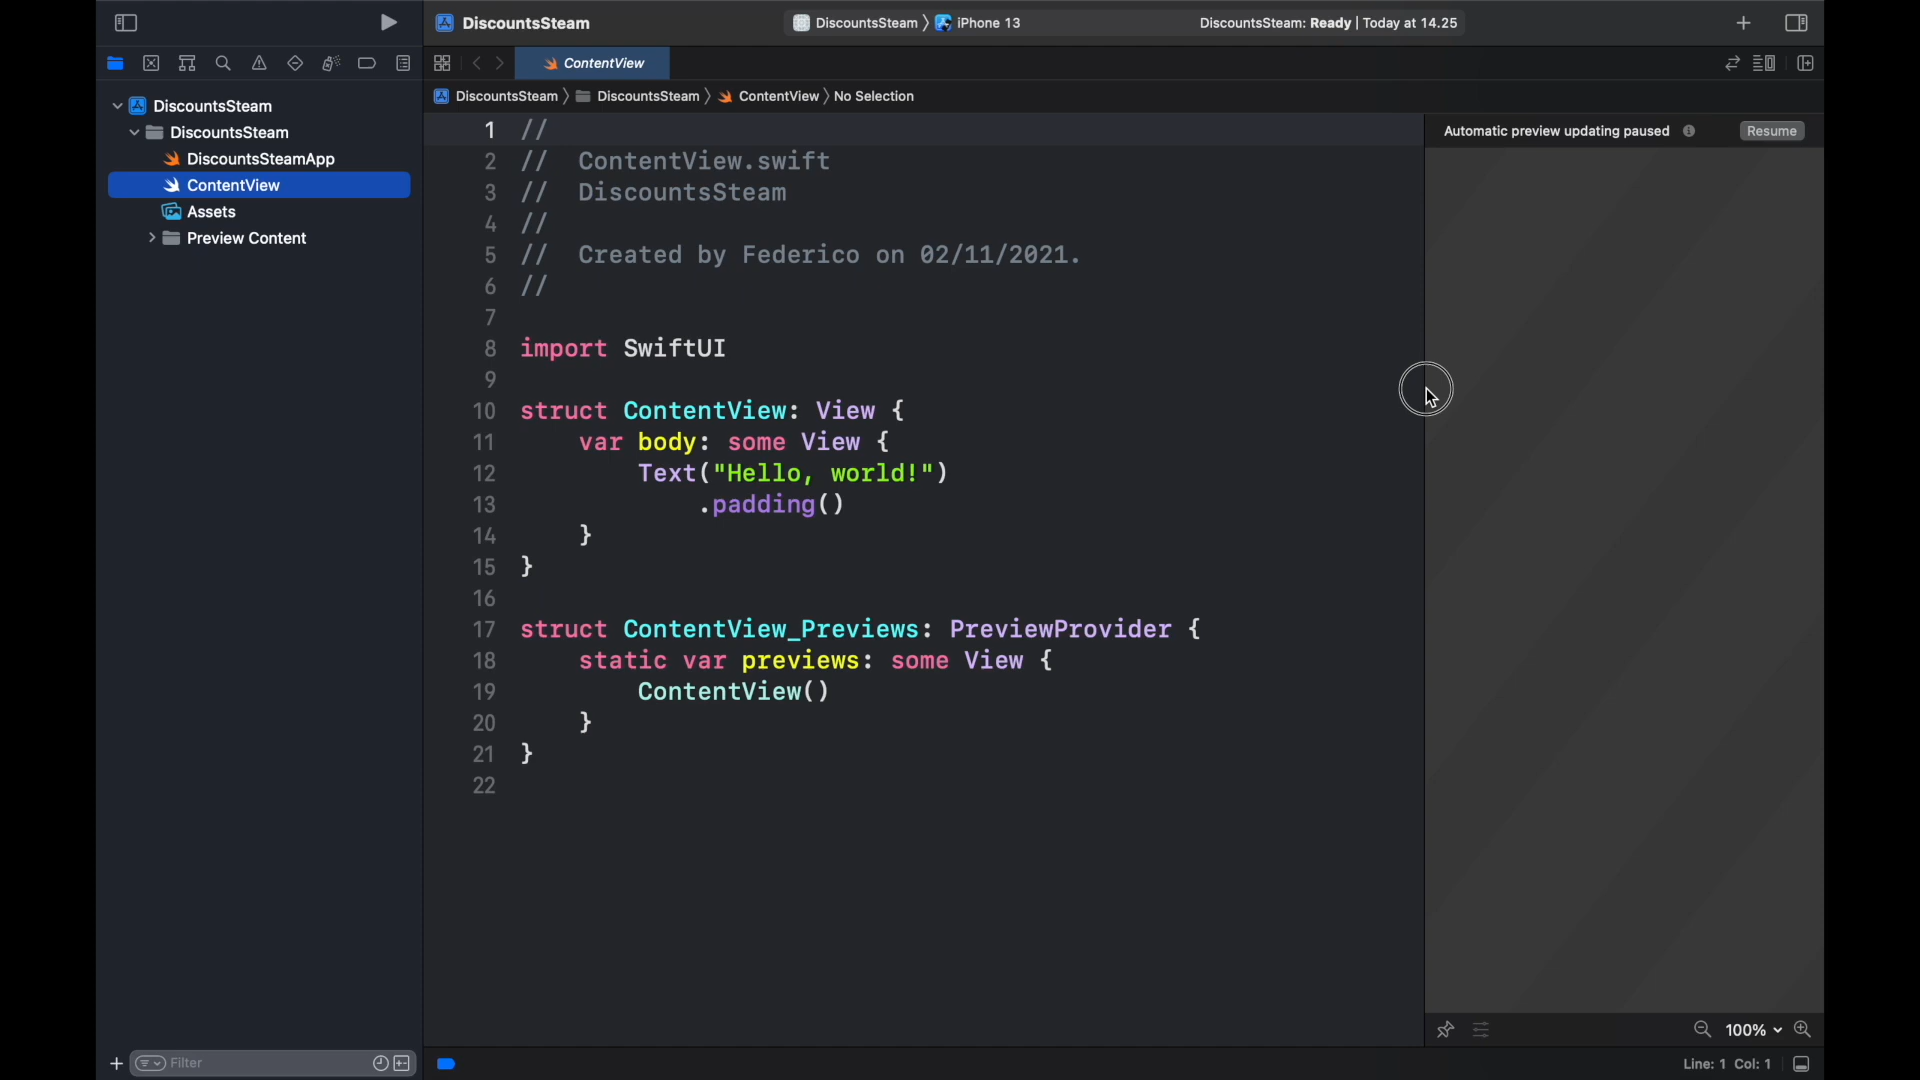 DiscountsSteam
DiscountsSteam
iPhone 13
DiscountsSteam: Ready | Today at 14.25
ContentView
DiscountsSteam
DiscountsSteam
DiscountsSteamApp
ContentView
Assets
Preview Content
DiscountsSteam
DiscountsSteam
ContentView
No Selection
Automatic preview updating paused
Resume
1 //
2 //  ContentView.swift
3 //  DiscountsSteam
4 //
5 //  Created by Federico on 02/11/2021.
6 //
7
8 import SwiftUI
9
10 struct ContentView: View {
11     var body: some View {
12         Text("Hello, world!")
13             .padding()
14     }
15 }
16
17 struct ContentView_Previews: PreviewProvider {
18     static var previews: some View {
19         ContentView()
20     }
21 }
22
100%
Filter
Line: 1 Col: 1